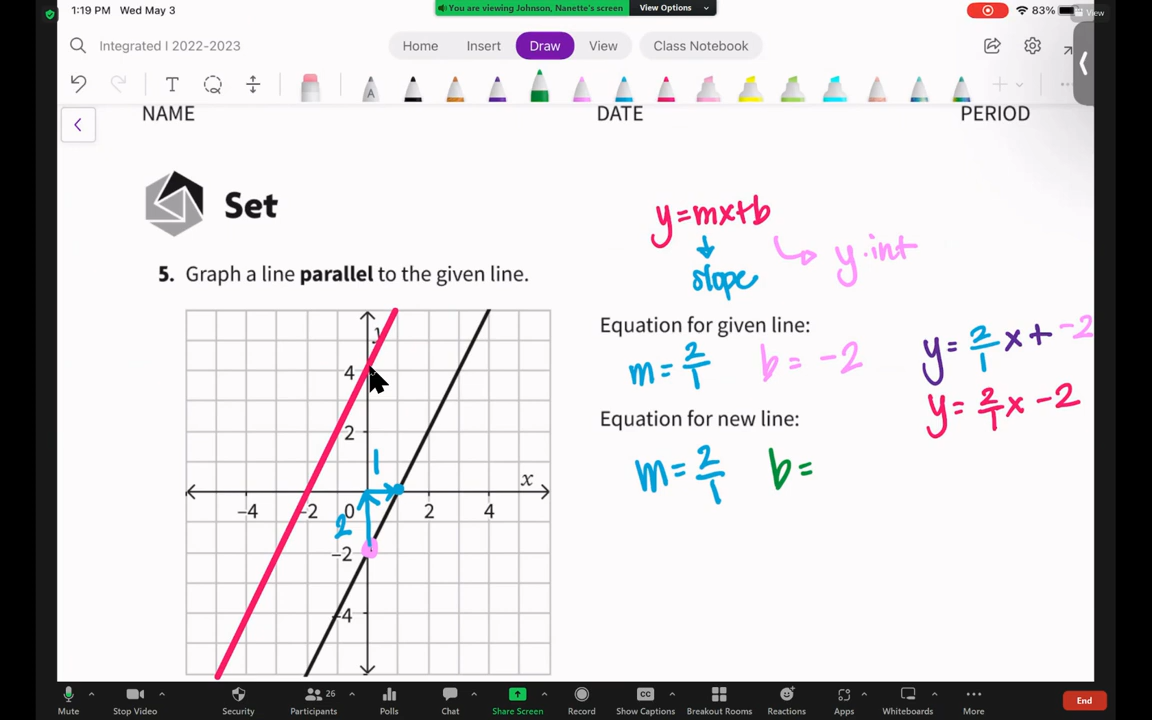 1:19 PM Wed May 3
You are viewing Johnson, Nanette's screen
View Options
83%
View
Integrated I 2022-2023
Home
Insert
Draw
View
Class Notebook
T
A
NAME
DATE
PERIOD
Set
y=mx+b
slope
y.int
5. Graph a line parallel to the given line.
Equation for given line:
m = 2/1 b = -2
y = 2/1 x + -2
Equation for new line:
y = 2/1 x -2
m = 2/1 b =
4
2
1
x
-4 -2 0 2 4
2
-2
-4
Mute
Stop Video
Security
Participants
26
Polls
Chat
Share Screen
Record
CC
Show Captions
Breakout Rooms
Reactions
Apps
Whiteboards
More
End